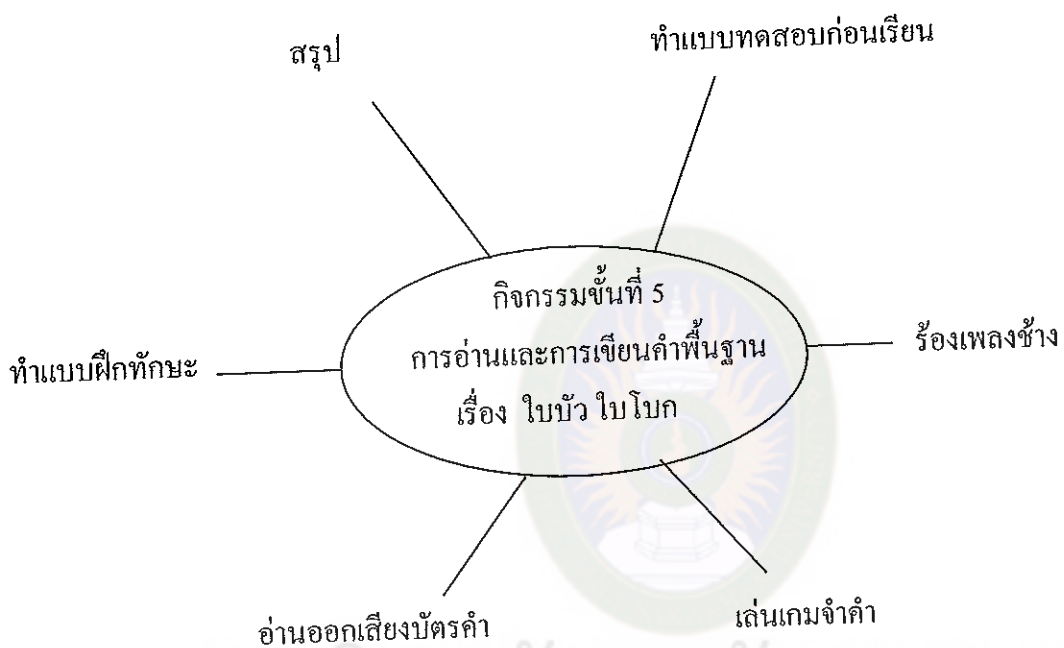 สรุป
ทำแบบทดสอบก่อนเรียน
กิจกรรมขั้นที่ 5
การอ่านและการเขียนคำพื้นฐาน
เรื่อง ใบบัว ใบโบก
ทำแบบฝึกทักษะ
ร้องเพลงช้าง
อ่านออกเสียงบัตรคำ
เล่นเกมจำคำ